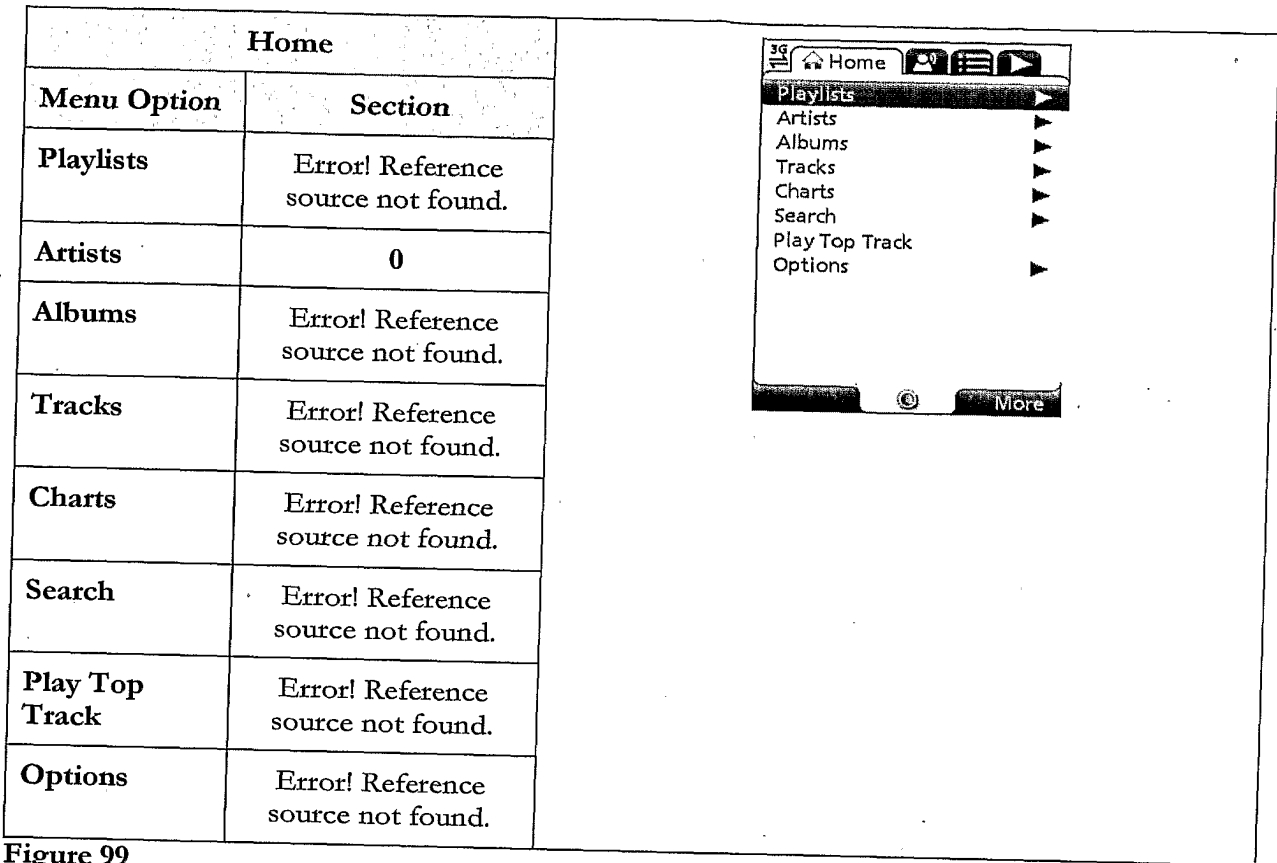 Home
Menu Option Section
Playlists
Error! Reference
source not found.
Artists
0
Albums
Error! Reference
source not found.
Tracks
Error! Reference
source not found.
Charts
Error! Reference
source not found.
Search
Error! Reference
source not found.
Play Top
Track
Error! Reference
source not found.
Options
Error! Reference
source not found.
3G
Home
Playlists
Artists
Albums
Tracks
Charts
Search
Play Top Track
Options
More
Figure 99